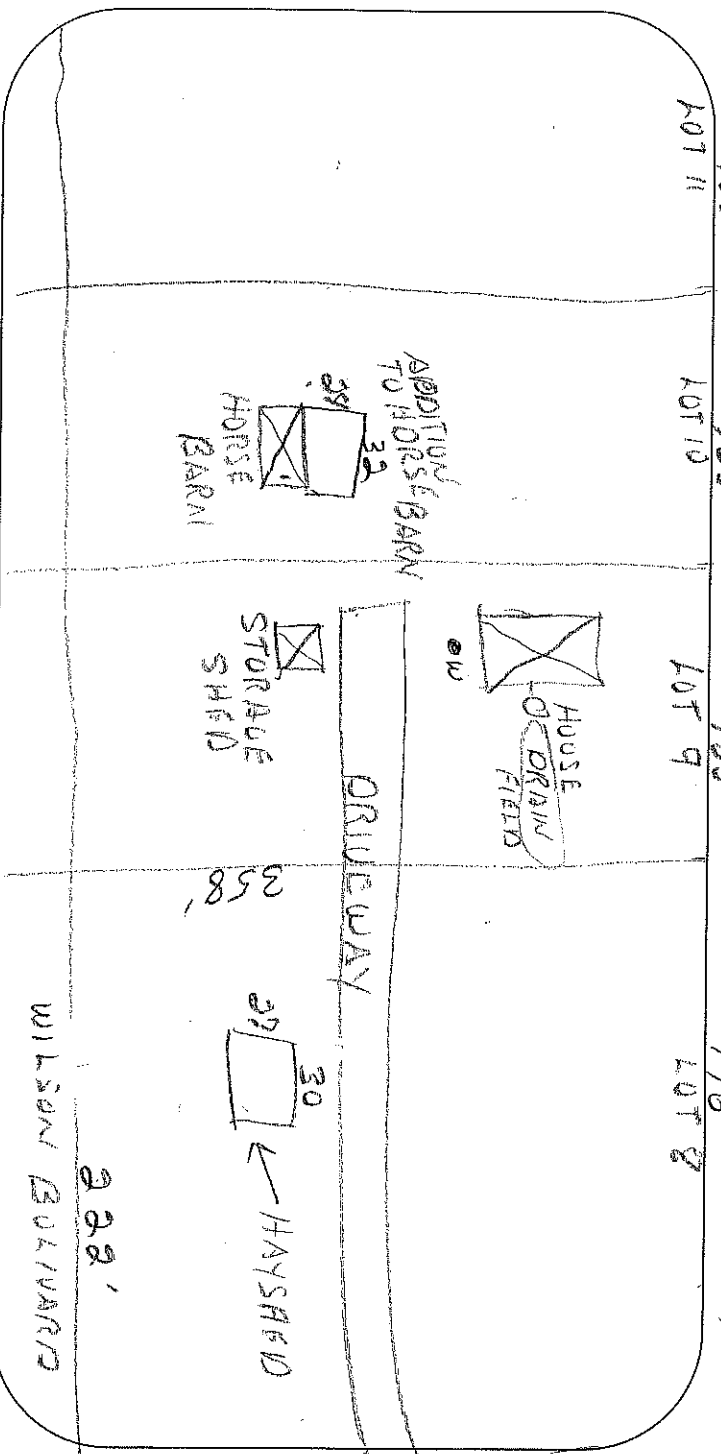 LOT 11
LOT 10
LOT 9
LOT 8
ADDITION
TO HORSE BARN
32
HORSE
BARN
W
HOUSE
DRAIN
FIELD
STORAGE
SHED
DRIVEWAY
358'
30
HAYSHED
222'
WILSON BOLIVARD